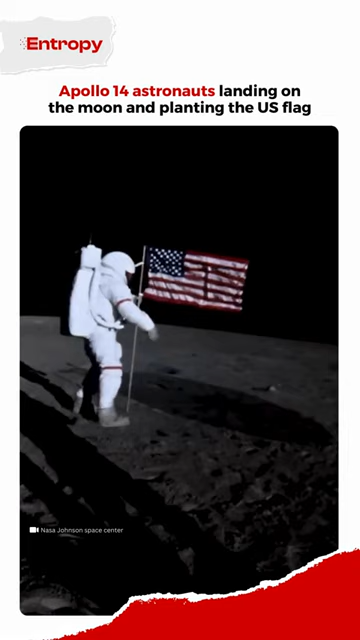 Entropy
Apollo 14 astronauts landing on
the moon and planting the US flag
Nasa Johnson space center